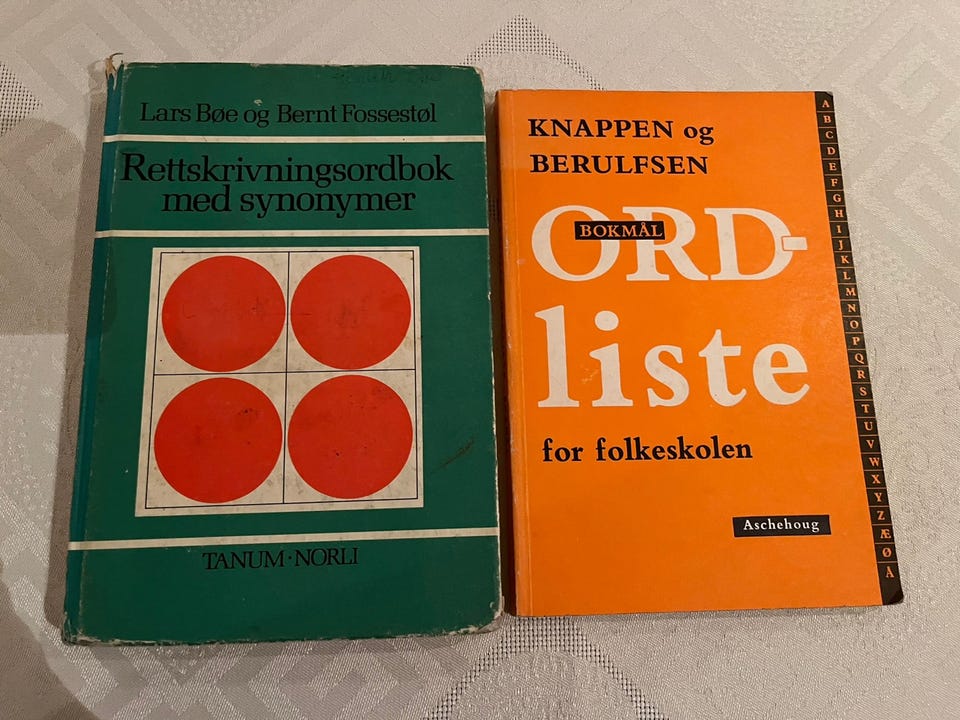 Lars Bøe og Bernt Fossestøl
Rettskrivningsordbok
med synonymer
TANUM · NORLI
KNAPPEN og
BERULFSEN
BOKMÅL
ORD-
liste
for folkeskolen
Aschehoug
A
B
C
D
E
F
G
H
I
J
K
L
M
N
O
P
Q
R
S
T
U
V
W
X
Y
Z
Æ
Ø
Å